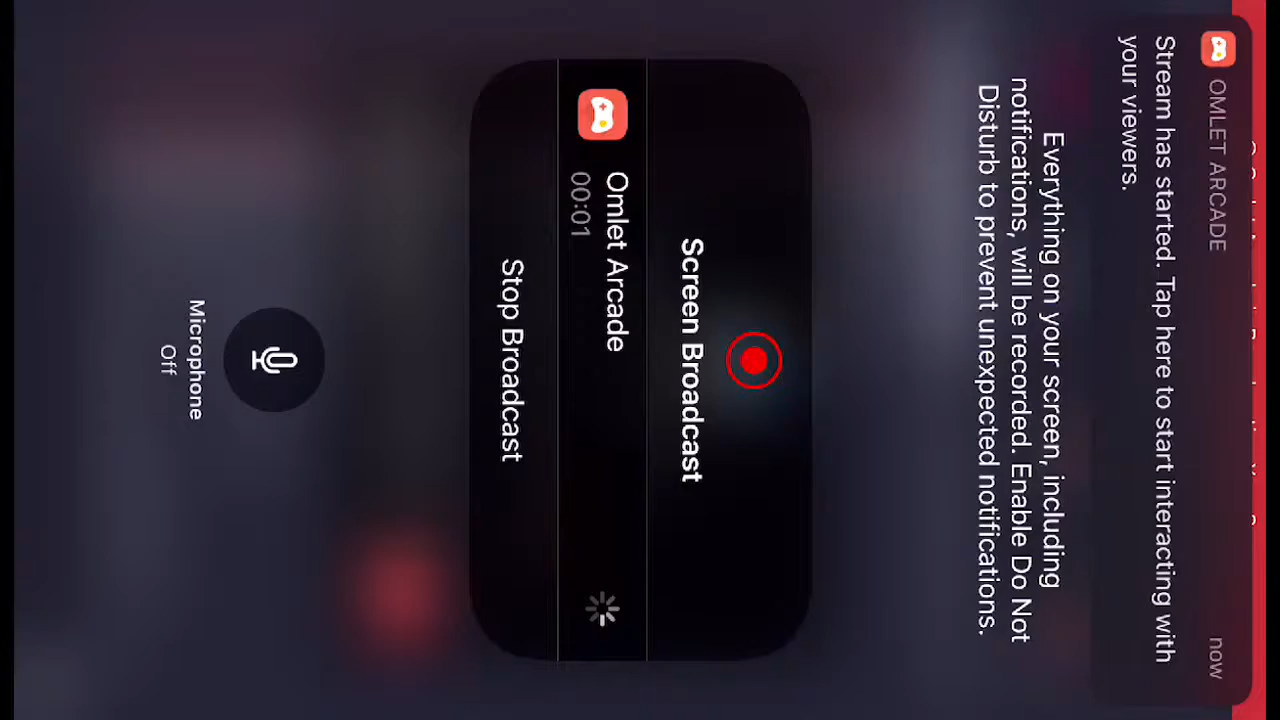 OMLET ARCADE
now
Stream has started. Tap here to start interacting with
your viewers.
Everything on your screen, including
notifications, will be recorded. Enable Do Not
Disturb to prevent unexpected notifications.
Screen Broadcast
Omlet Arcade
00:01
Stop Broadcast
Microphone
Off